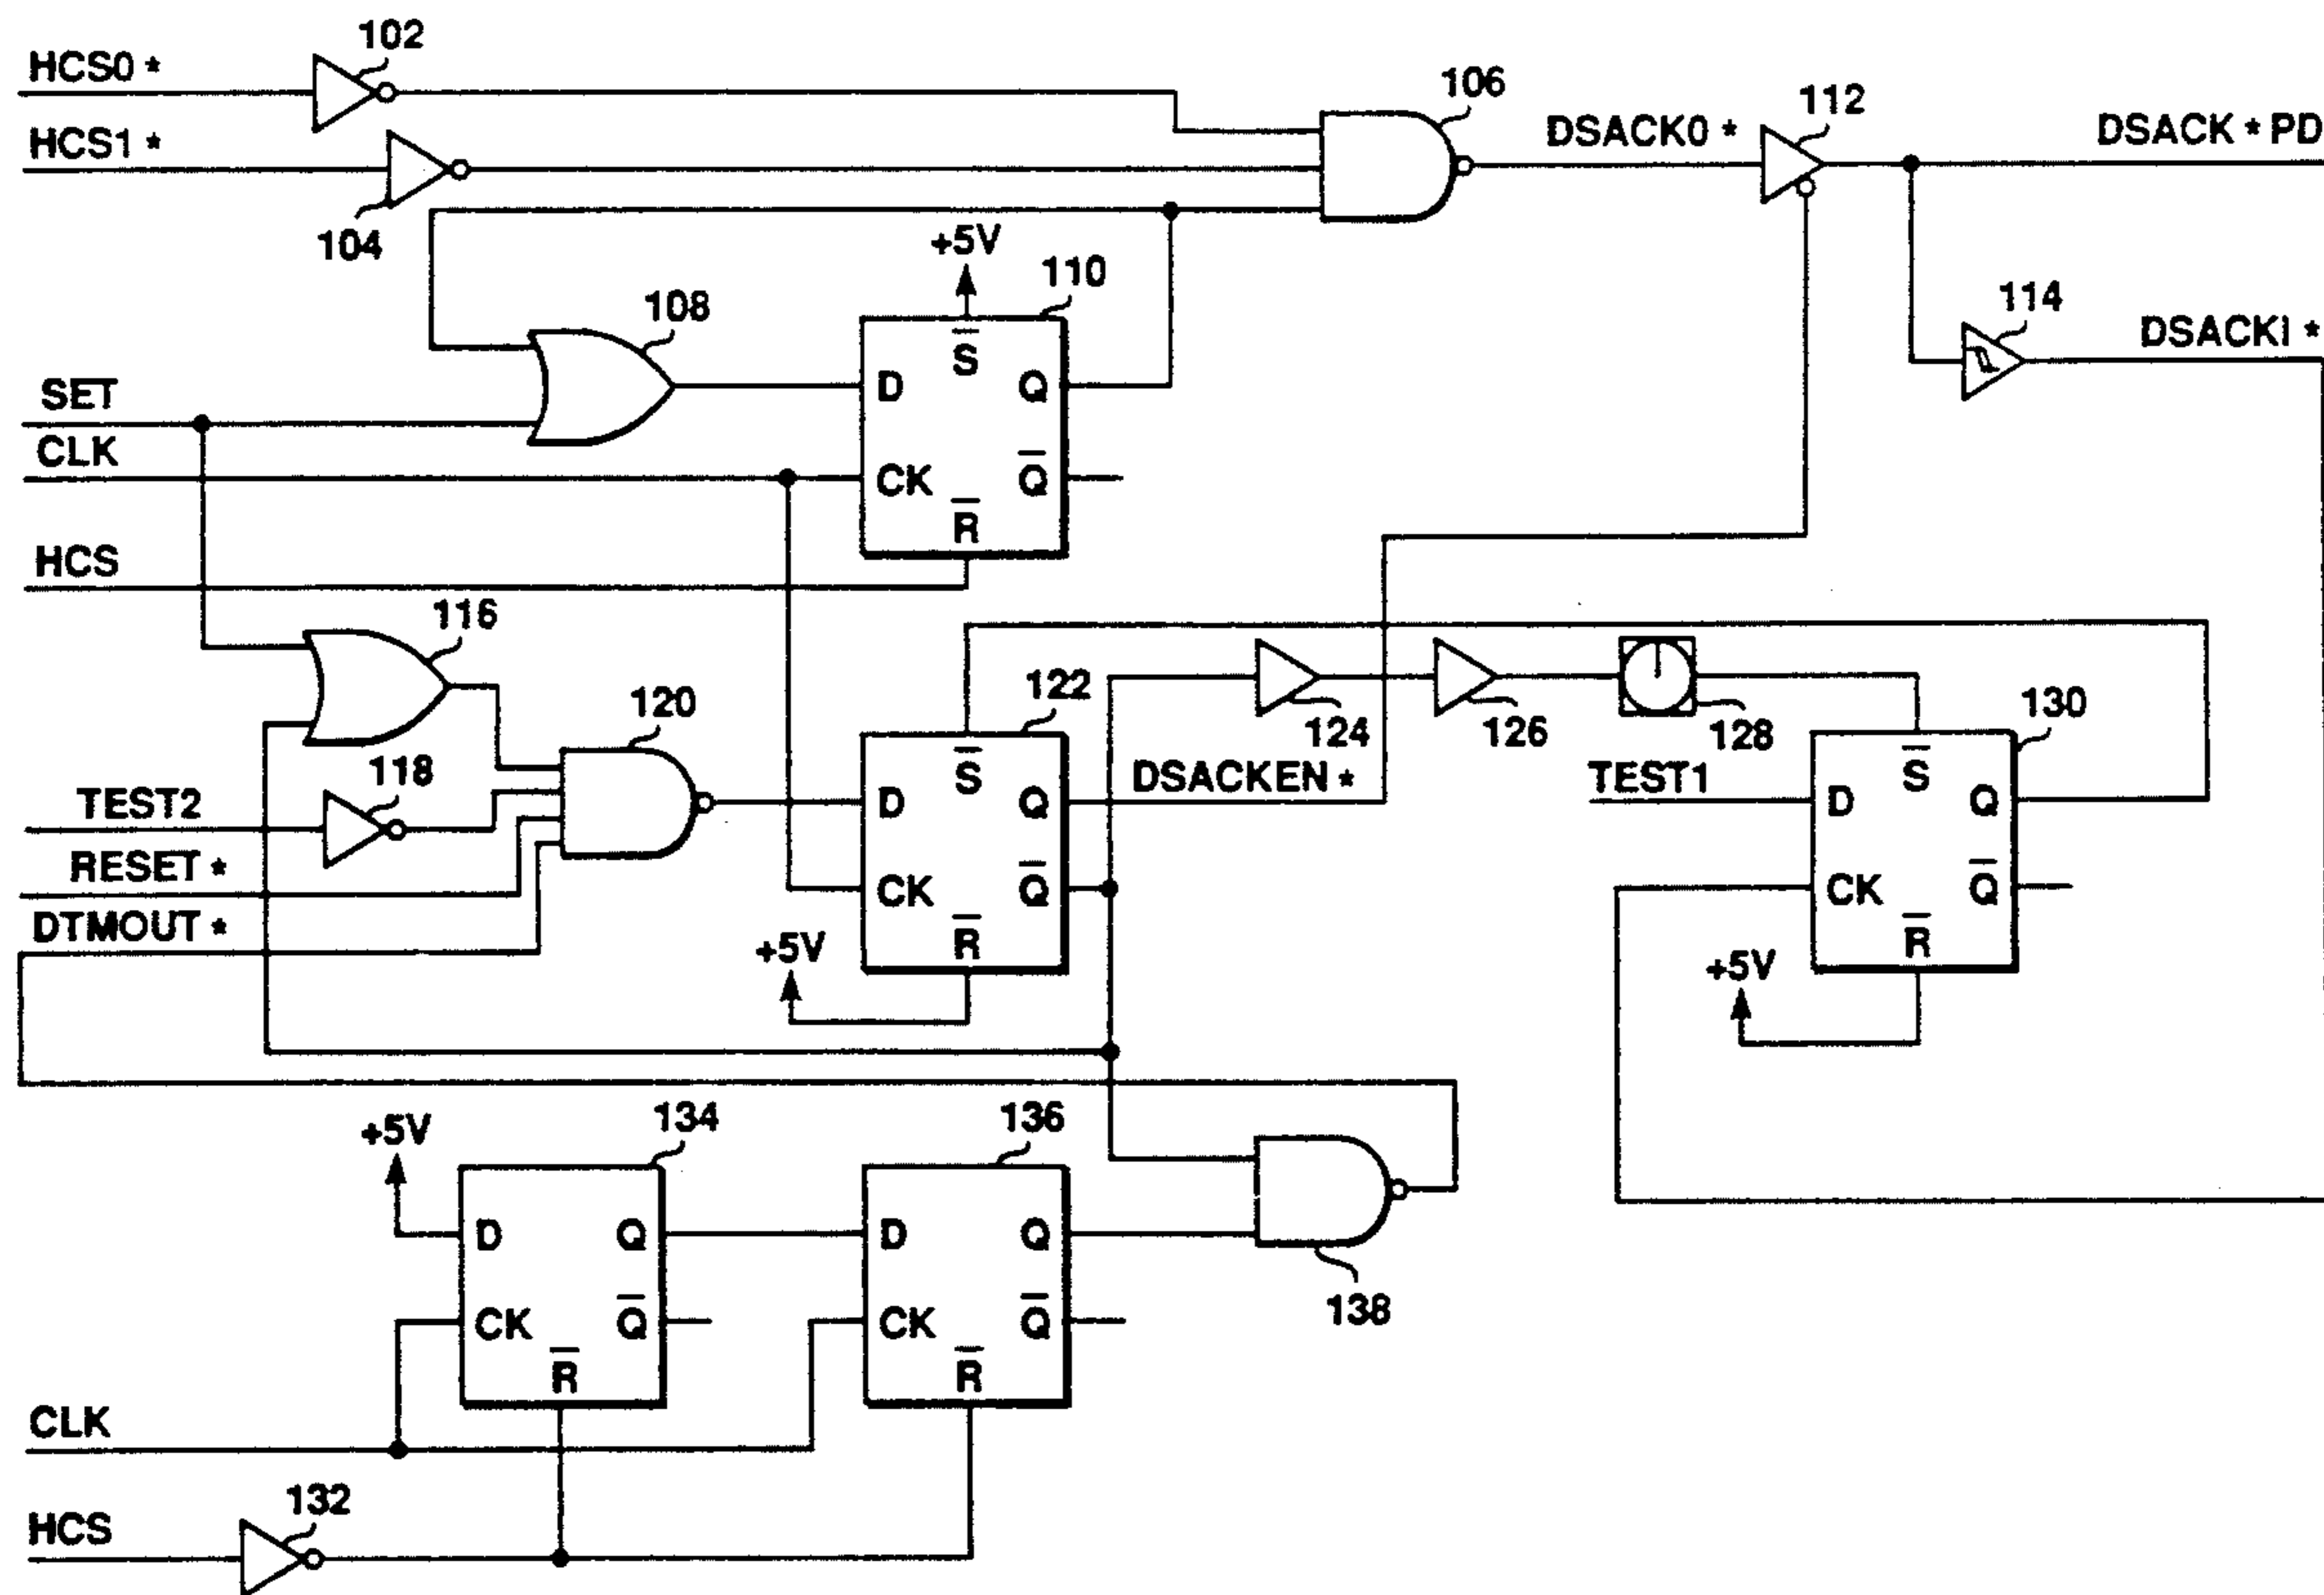 102
HCS0 *
106
112
HCS1 *
DSACK0 *
DSACK * PD
104
+5V
110
114
108
DSACKI *
S
D
Q
SET
CLK
CK
Q
R
HCS
116
122
124
126
128
130
120
S
118
DSACKEN *
TEST1
S
TEST2
D
Q
D
Q
RESET *
CK
Q
CK
Q
DTMOUT *
+5V
R
+5V
R
134
136
+5V
D
Q
D
Q
CK
Q
CK
Q
138
R
R
CLK
132
HCS